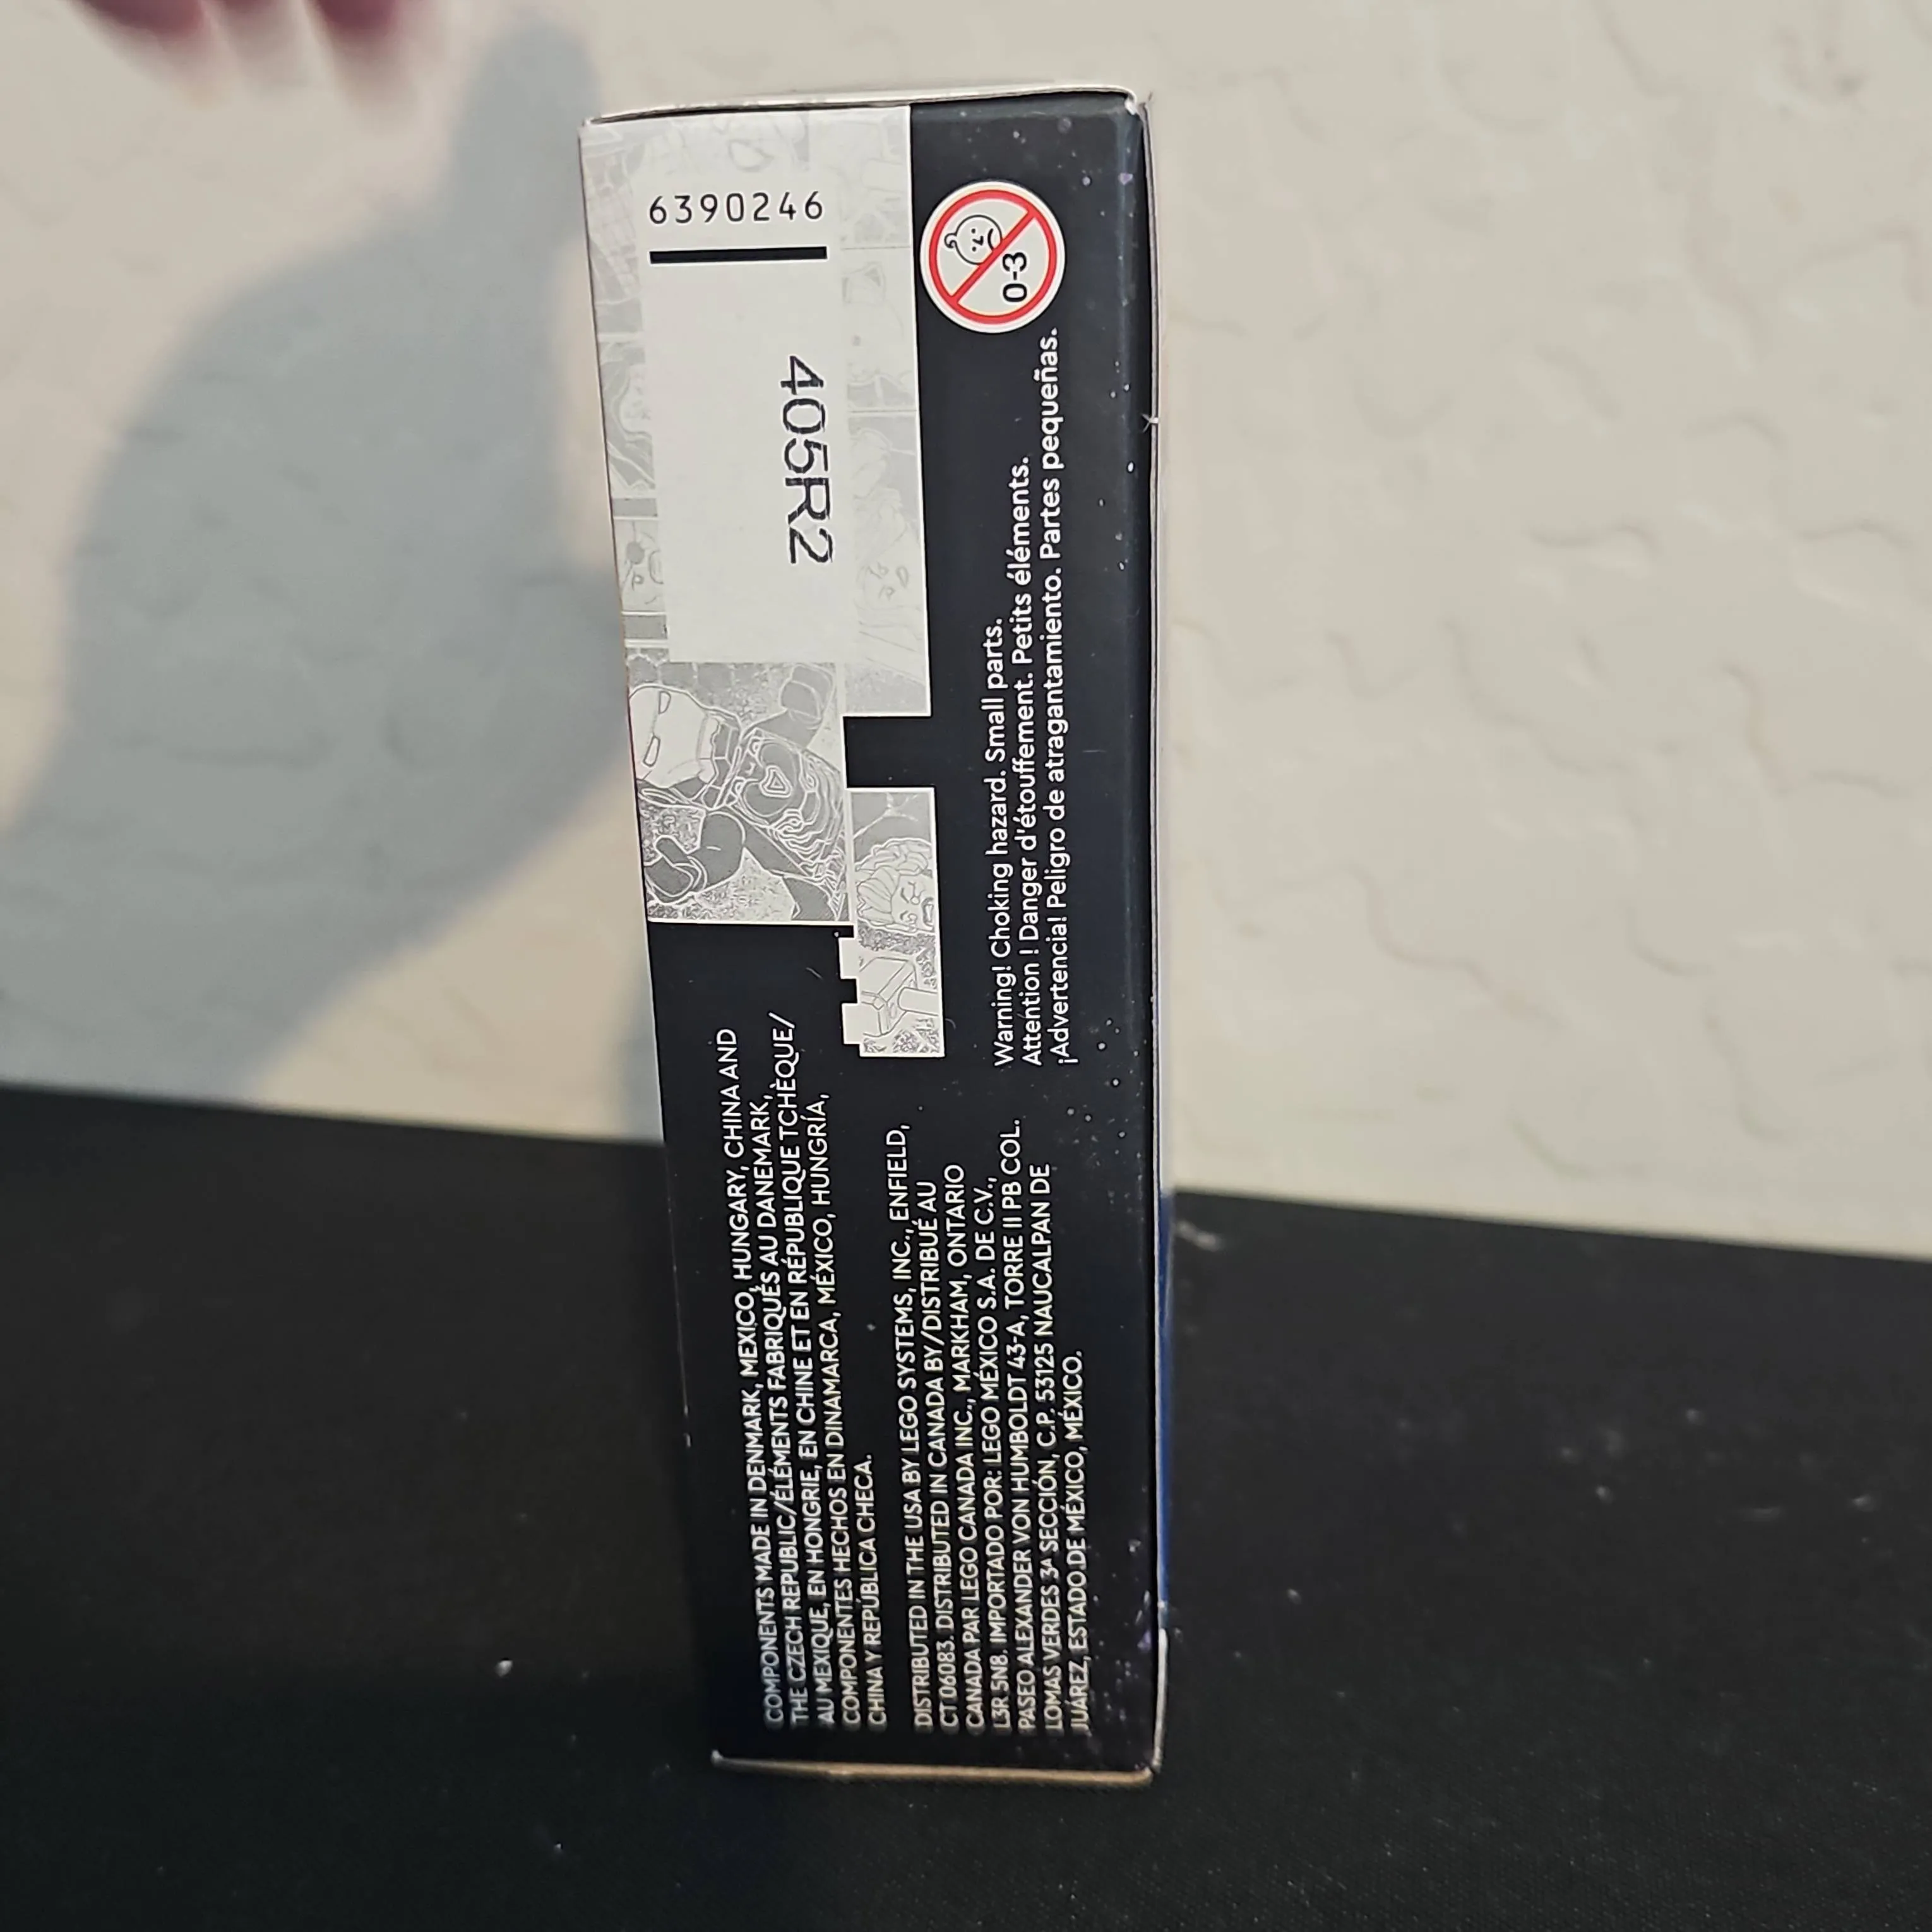 6390246
405R2
0-3
Warning! Choking hazard. Small parts.
Attention ! Danger d'étouffement. Petits éléments.
¡Advertencia! Peligro de atragantamiento. Partes pequeñas.
COMPONENTS MADE IN DENMARK, MEXICO, HUNGARY, CHINA AND
THE CZECH REPUBLIC/ÉLÉMENTS FABRIQUÉS AU DANEMARK,
AU MEXIQUE, EN HONGRIE, EN CHINE ET EN RÉPUBLIQUE TCHÈQUE/
COMPONENTES HECHOS EN DINAMARCA, MÉXICO, HUNGRÍA,
CHINA Y REPÚBLICA CHECA.
DISTRIBUTED IN THE USA BY LEGO SYSTEMS, INC., ENFIELD,
CT 06083. DISTRIBUTED IN CANADA BY/DISTRIBUÉ AU
CANADA PAR LEGO CANADA INC., MARKHAM, ONTARIO
L3R 5N8. IMPORTADO POR: LEGO MÉXICO S.A. DE C.V.,
PASEO ALEXANDER VON HUMBOLDT 43-A, TORRE II PB COL.
LOMAS VERDES 3ª SECCIÓN, C.P. 53125 NAUCALPAN DE
JUÁREZ, ESTADO DE MÉXICO, MÉXICO.